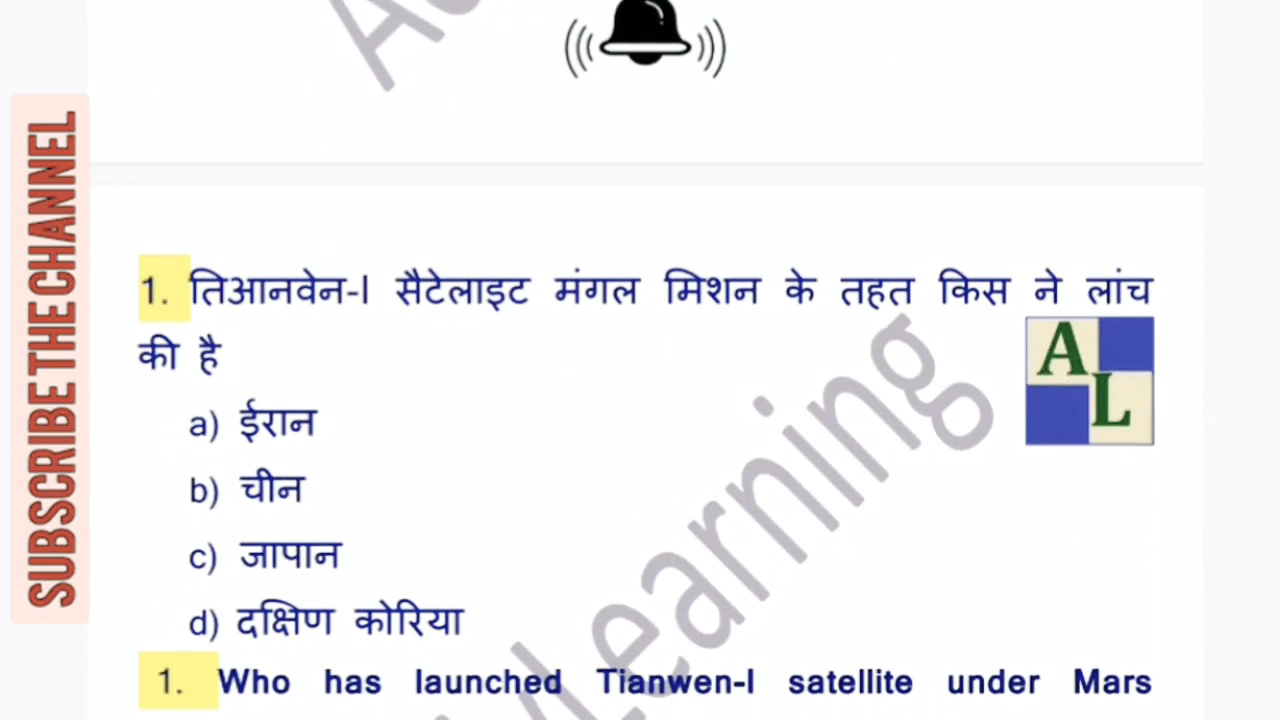 SUBSCRIBE THE CHANNEL
1. तिआनवेन-I सैटेलाइट मंगल मिशन के तहत किस ने लांच
की है
A
L
a) ईरान
b) चीन
c) जापान
d) दक्षिण कोरिया
Learning
1. Who has launched Tianwen-I satellite under Mars